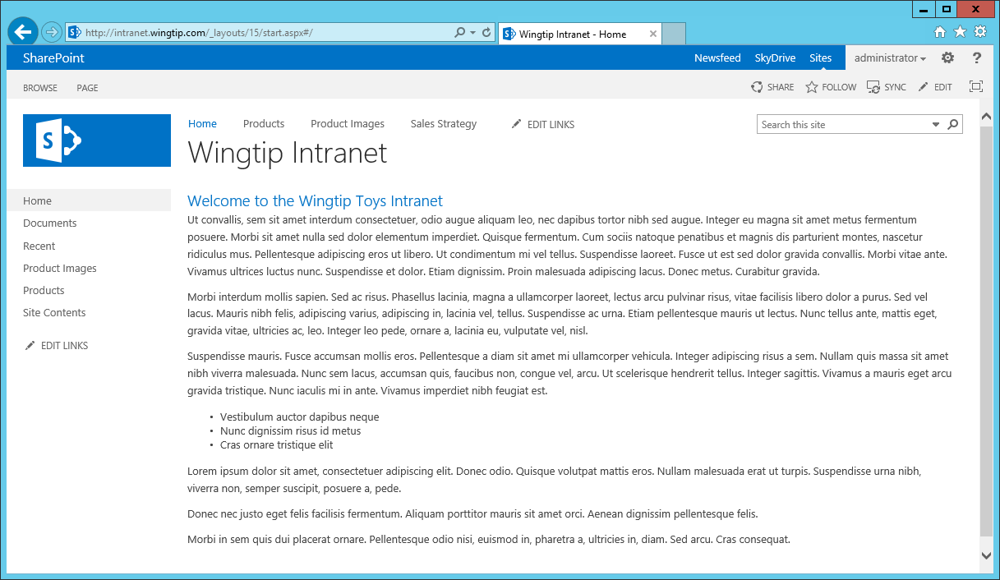 http://intranet.wingtip.com/_layouts/15/start.aspx#/
Wingtip Intranet - Home
SharePoint
Newsfeed SkyDrive Sites administrator ?
BROWSE PAGE
SHARE FOLLOW SYNC EDIT
Home Products Product Images Sales Strategy EDIT LINKS
Search this site
Wingtip Intranet
Home
Documents
Recent
Product Images
Products
Site Contents
EDIT LINKS
Welcome to the Wingtip Toys Intranet
Ut convallis, sem sit amet interdum consectetuer, odio augue aliquam leo, nec dapibus tortor nibh sed augue. Integer eu magna sit amet metus fermentum
posuere. Morbi sit amet nulla sed dolor elementum imperdiet. Quisque fermentum. Cum sociis natoque penatibus et magnis dis parturient montes, nascetur
ridiculus mus. Pellentesque adipiscing eros ut libero. Ut condimentum mi vel tellus. Suspendisse laoreet. Fusce ut est sed dolor gravida convallis. Morbi vitae ante.
Vivamus ultrices luctus nunc. Suspendisse et dolor. Etiam dignissim. Proin malesuada adipiscing lacus. Donec metus. Curabitur gravida.
Morbi interdum mollis sapien. Sed ac risus. Phasellus lacinia, magna a ullamcorper laoreet, lectus arcu pulvinar risus, vitae facilisis libero dolor a purus. Sed vel
lacus. Mauris nibh felis, adipiscing varius, adipiscing in, lacinia vel, tellus. Suspendisse ac urna. Etiam pellentesque mauris ut lectus. Nunc tellus ante, mattis eget,
gravida vitae, ultricies ac, leo. Integer leo pede, ornare a, lacinia eu, vulputate vel, nisl.
Suspendisse mauris. Fusce accumsan mollis eros. Pellentesque a diam sit amet mi ullamcorper vehicula. Integer adipiscing risus a sem. Nullam quis massa sit amet
nibh viverra malesuada. Nunc sem lacus, accumsan quis, faucibus non, congue vel, arcu. Ut scelerisque hendrerit tellus. Integer sagittis. Vivamus a mauris eget arcu
gravida tristique. Nunc iaculis mi in ante. Vivamus imperdiet nibh feugiat est.
• Vestibulum auctor dapibus neque
• Nunc dignissim risus id metus
• Cras ornare tristique elit
Lorem ipsum dolor sit amet, consectetuer adipiscing elit. Donec odio. Quisque volutpat mattis eros. Nullam malesuada erat ut turpis. Suspendisse urna nibh,
viverra non, semper suscipit, posuere a, pede.
Donec nec justo eget felis facilisis fermentum. Aliquam porttitor mauris sit amet orci. Aenean dignissim pellentesque felis.
Morbi in sem quis dui placerat ornare. Pellentesque odio nisi, euismod in, pharetra a, ultricies in, diam. Sed arcu. Cras consequat.